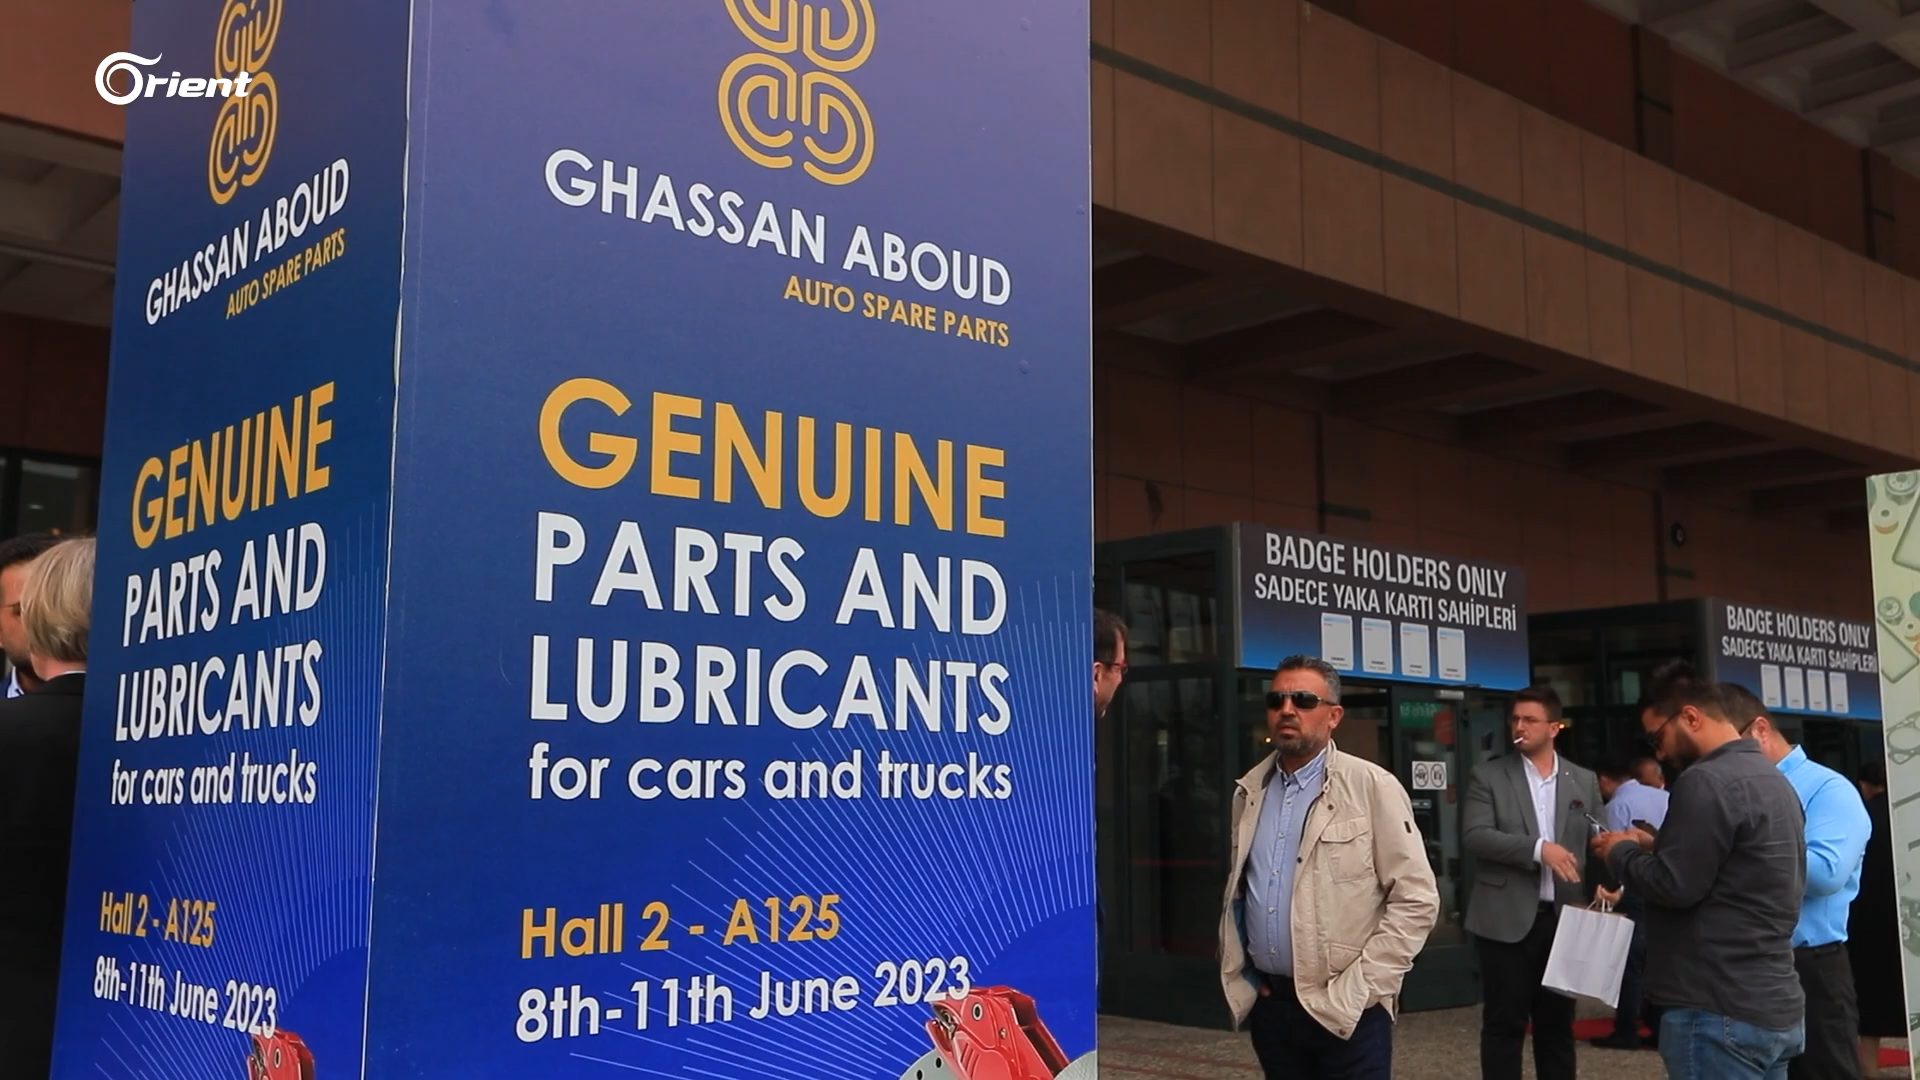 Orient
GHASSAN ABOUD
AUTO SPARE PARTS
GENUINE
PARTS AND
LUBRICANTS
for cars and trucks
Hall 2 - A125
8th-11th June 2023
GHASSAN ABOUD
AUTO SPARE PARTS
GENUINE
PARTS AND
LUBRICANTS
for cars and trucks
Hall 2 - A125
8th-11th June 2023
BADGE HOLDERS ONLY
SADECE YAKA KARTI SAHİPLERİ
BADGE HOLDERS ONLY
SADECE YAKA KARTI SAHİPLERİ